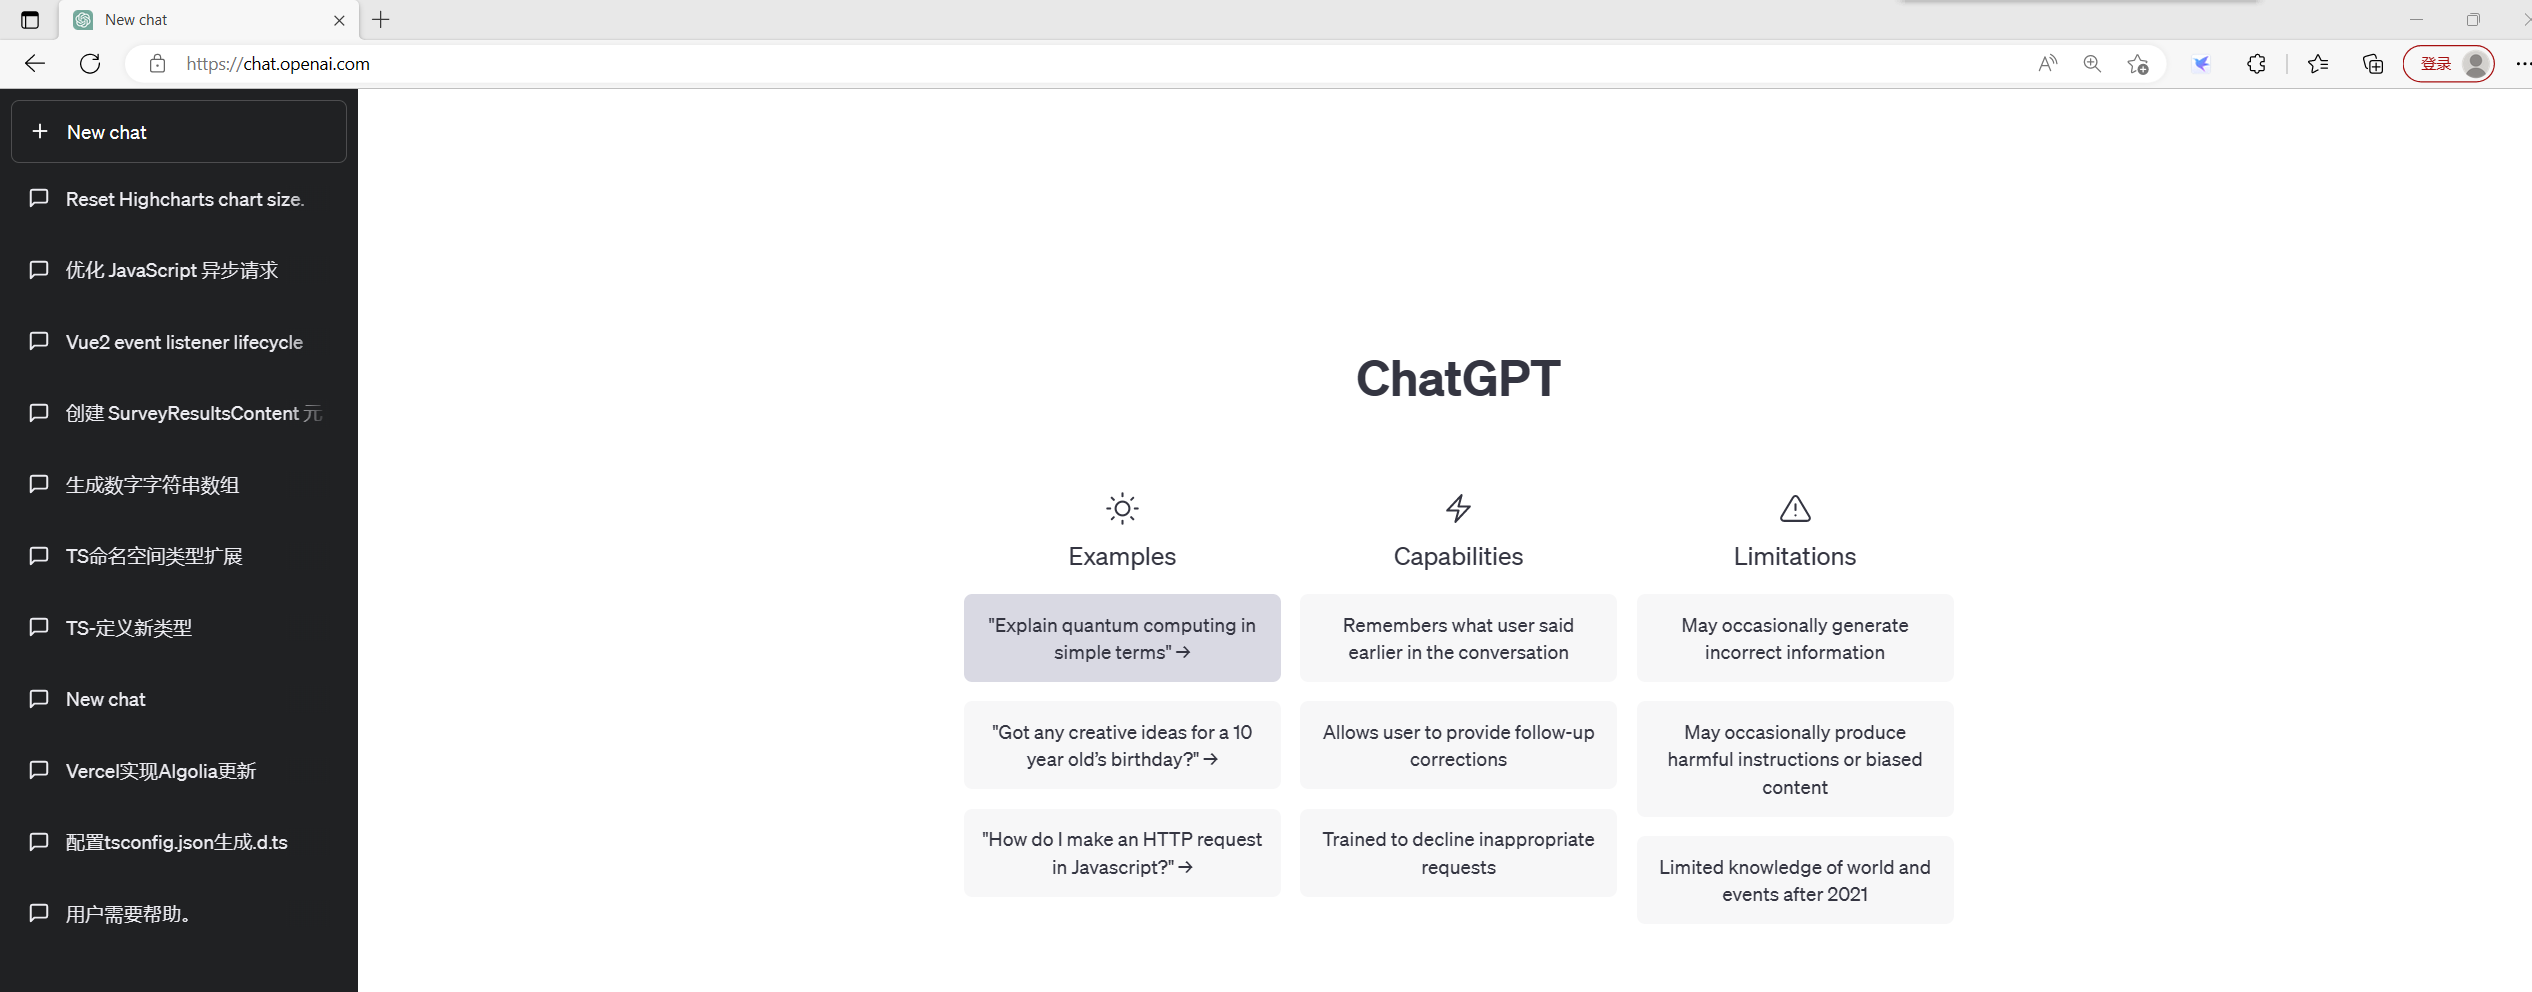 New chat
https://chat.openai.com
登录
New chat
Reset Highcharts chart size.
优化 JavaScript 异步请求
Vue2 event listener lifecycle
创建 SurveyResultsContent 元
生成数字字符串数组
TS命名空间类型扩展
TS-定义新类型
New chat
Vercel实现Algolia更新
配置tsconfig.json生成.d.ts
用户需要帮助。
ChatGPT
Examples
"Explain quantum computing in
simple terms" →
"Got any creative ideas for a 10
year old’s birthday?" →
"How do I make an HTTP request
in Javascript?" →
Capabilities
Remembers what user said
earlier in the conversation
Allows user to provide follow-up
corrections
Trained to decline inappropriate
requests
Limitations
May occasionally generate
incorrect information
May occasionally produce
harmful instructions or biased
content
Limited knowledge of world and
events after 2021